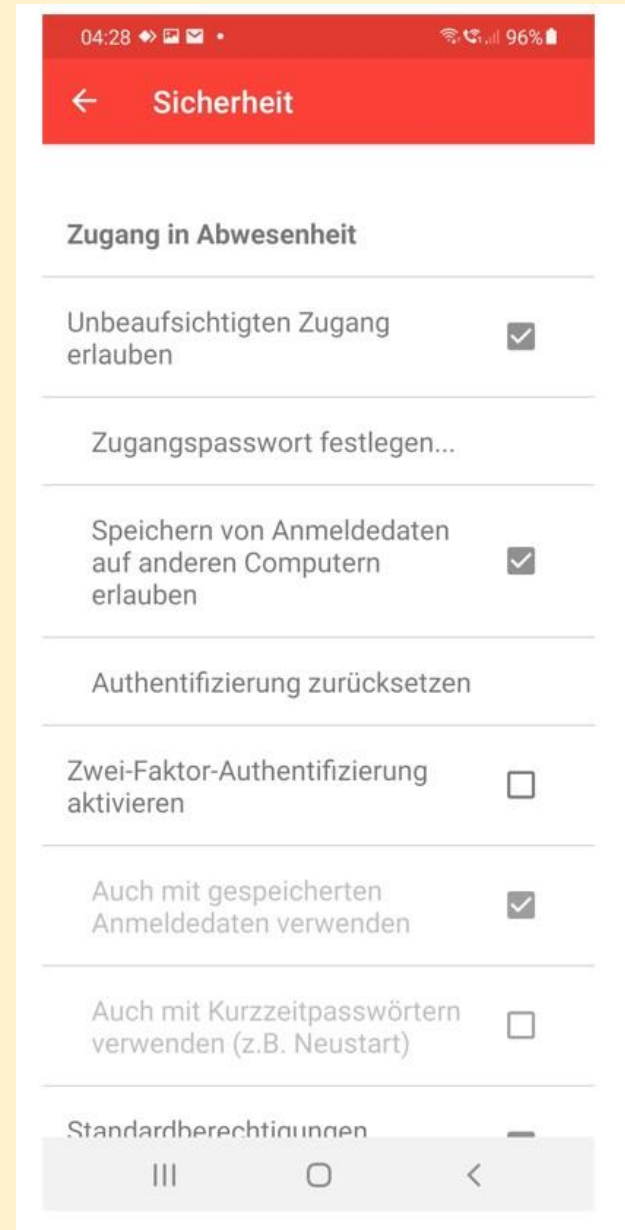 04:28
96%
Sicherheit
Zugang in Abwesenheit
Unbeaufsichtigten Zugang
erlauben
Zugangspasswort festlegen...
Speichern von Anmeldedaten
auf anderen Computern
erlauben
Authentifizierung zurücksetzen
Zwei-Faktor-Authentifizierung
aktivieren
Auch mit gespeicherten
Anmeldedaten verwenden
Auch mit Kurzzeitpasswörtern
verwenden (z.B. Neustart)
Standardberechtigungen